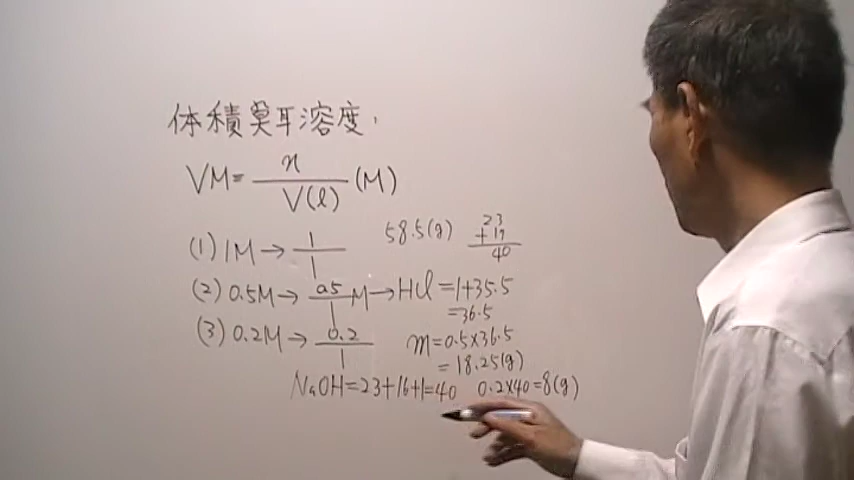 体積莫耳溶度.
VM=n/V(l) (M)
(1) 1M→1/1 58.5(g)
23
+17
40
(2) 0.5M→0.5/1 M→HCl=1+35.5
=36.5
(3) 0.2M→0.2/1 m=0.5×36.5
=18.25(g)
NaOH=23+16+1=40 0.2×40=8(g)